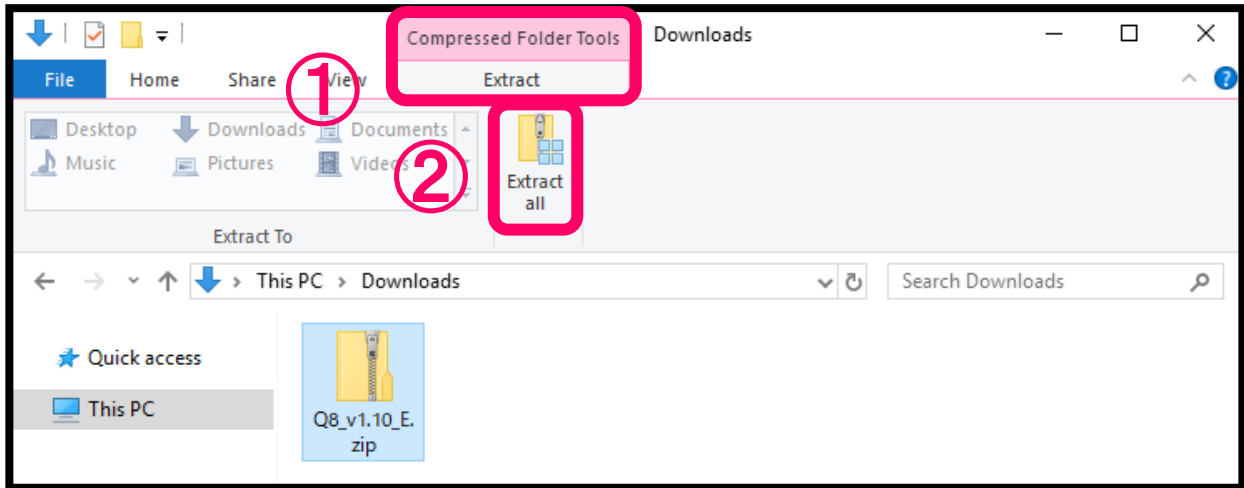 Compressed Folder Tools Downloads
File Home Share View Extract
①
Desktop Downloads Documents
Music Pictures Videos
②
Extract
all
Extract To
This PC > Downloads
Search Downloads
Quick access
This PC
Q8_v1.10_E.
zip